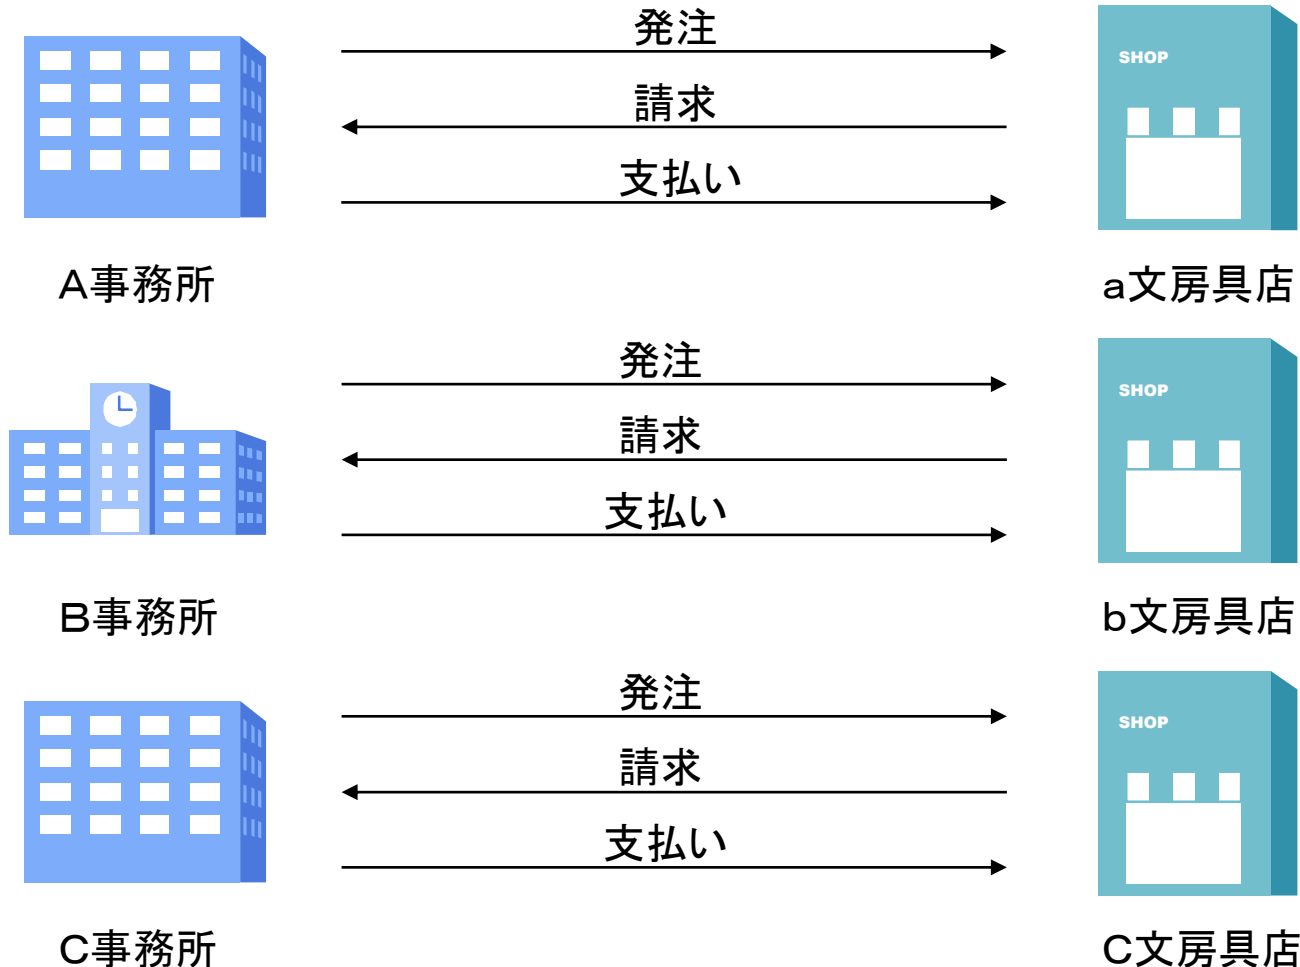 発注
SHOP
請求
支払い
A事務所
a文房具店
発注
SHOP
請求
支払い
B事務所
b文房具店
発注
SHOP
請求
支払い
C事務所
C文房具店